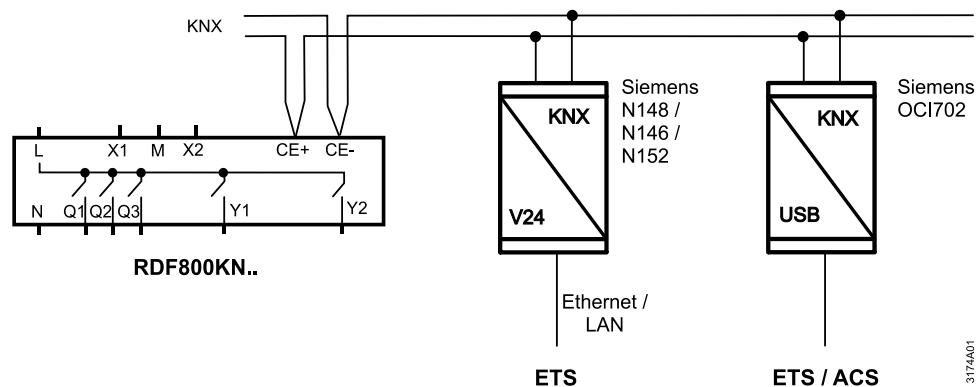 KNX
Siemens
N148 /
N146 /
N152
Siemens
OCI702
KNX
V24
KNX
USB
L
X1
M
X2
CE+
CE-
N
Q1
Q2
Q3
Y1
Y2
RDF800KN..
Ethernet /
LAN
ETS
ETS / ACS
3174A01